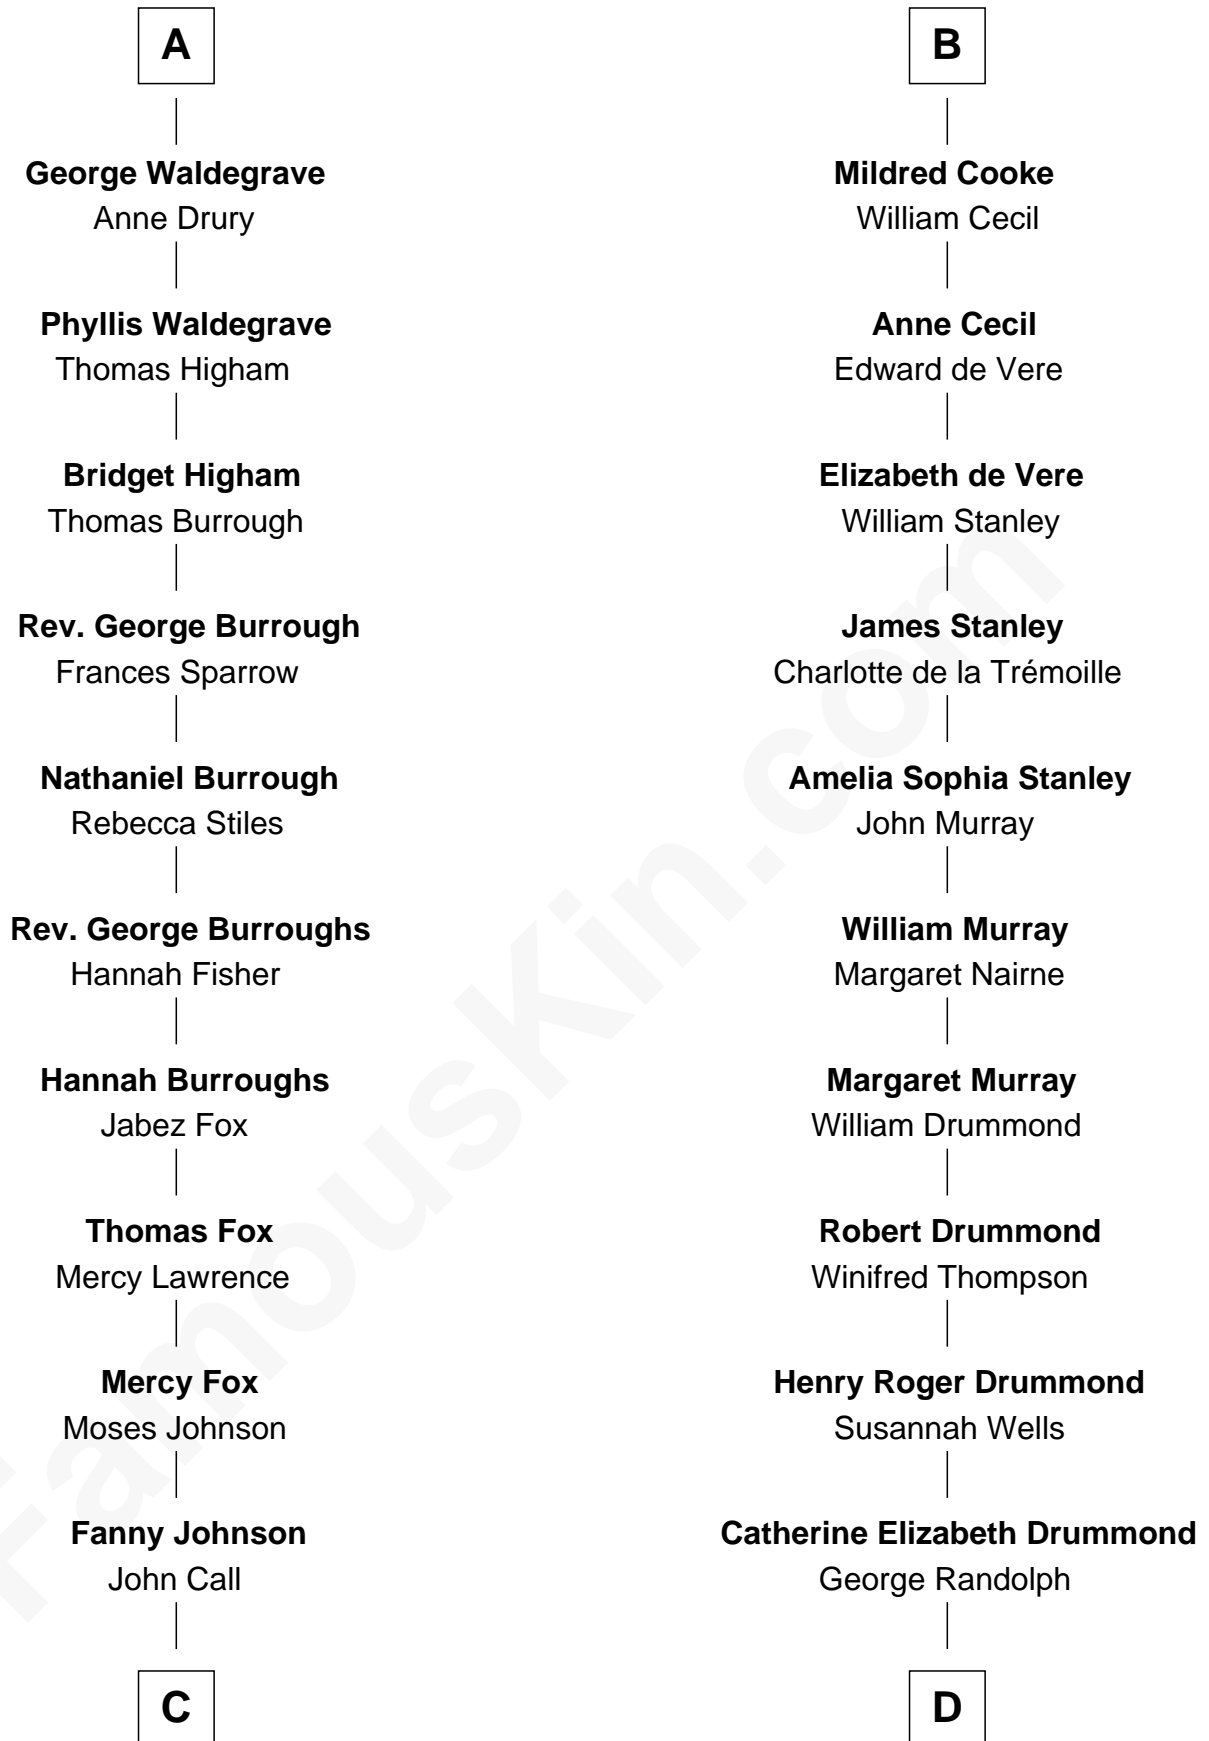 A
George Waldegrave
Anne Drury
Phyllis Waldegrave
Thomas Higham
Bridget Higham
Thomas Burrough
Rev. George Burrough
Frances Sparrow
Nathaniel Burrough
Rebecca Stiles
Rev. George Burroughs
Hannah Fisher
Hannah Burroughs
Jabez Fox
Thomas Fox
Mercy Lawrence
Mercy Fox
Moses Johnson
Fanny Johnson
John Call
C
B
Mildred Cooke
William Cecil
Anne Cecil
Edward de Vere
Elizabeth de Vere
William Stanley
James Stanley
Charlotte de la Trémoille
Amelia Sophia Stanley
John Murray
William Murray
Margaret Nairne
Margaret Murray
William Drummond
Robert Drummond
Winifred Thompson
Henry Roger Drummond
Susannah Wells
Catherine Elizabeth Drummond
George Randolph
D
FamousKin.com